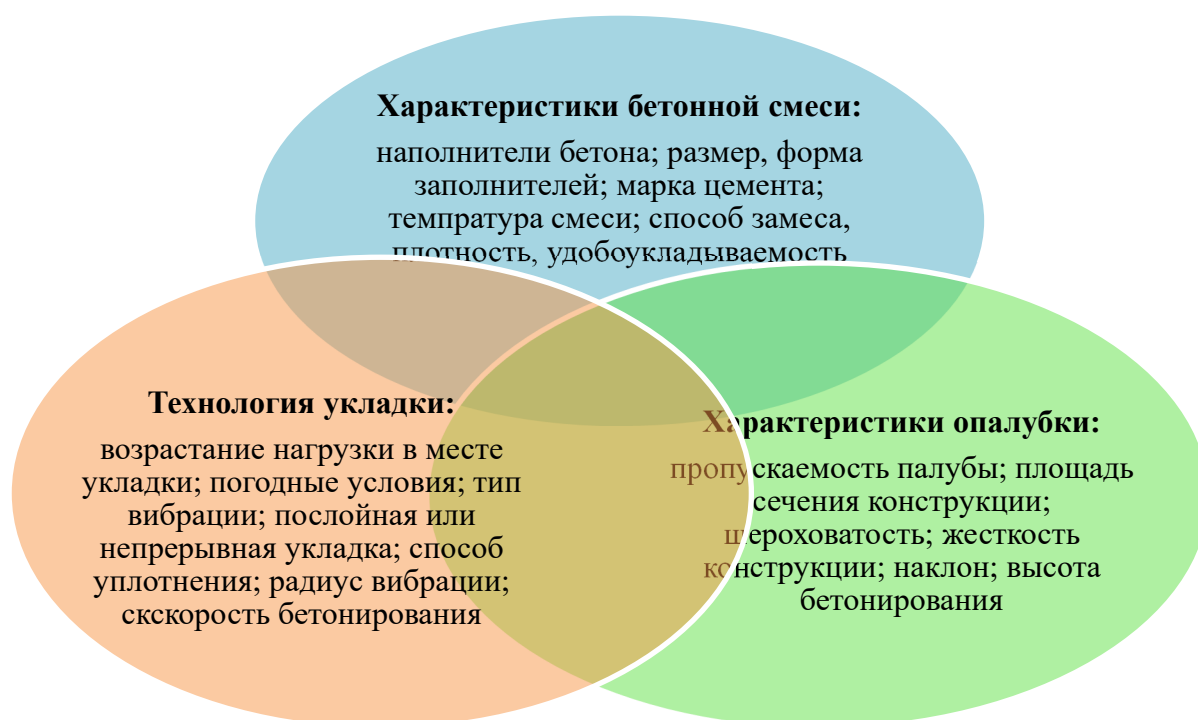 Характеристики бетонной смеси:
наполнители бетона; размер, форма
заполнителей; марка цемента;
темпратура смеси; способ замеса,
плотность, удобоукладываемость
Технология укладки:
возрастание нагрузки в месте
укладки; погодные условия; тип
вибрации; послойная или
непрерывная укладка; способ
уплотнения; радиус вибрации;
скскорость бетонирования
Характеристики опалубки:
пропускаемость палубы; площадь
сечения конструкции;
шероховатость; жесткость
конструкции; наклон; высота
бетонирования